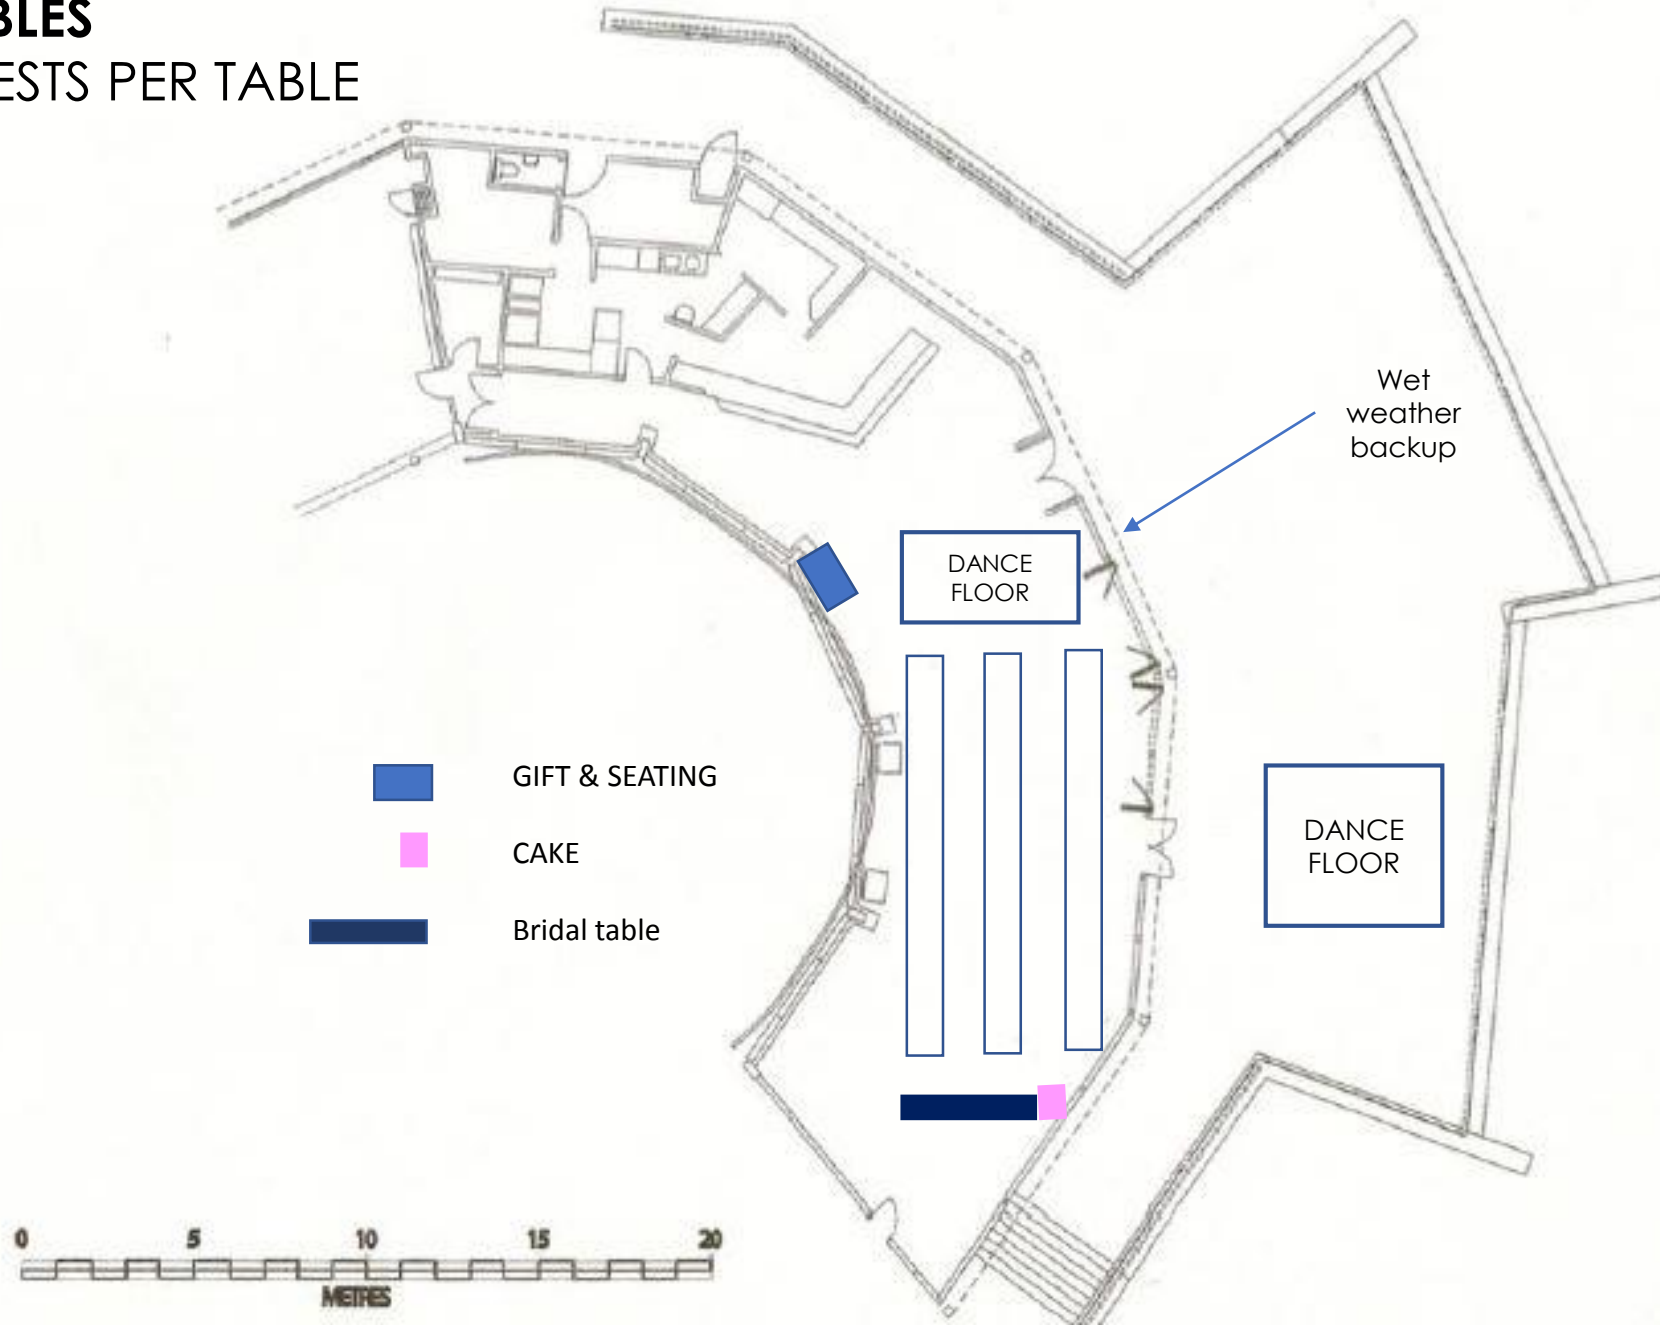 BLES
ESTS PER TABLE
Wet
weather
backup
DANCE
FLOOR
GIFT & SEATING
DANCE
FLOOR
CAKE
Bridal table
0 5 10 15 20
METRES